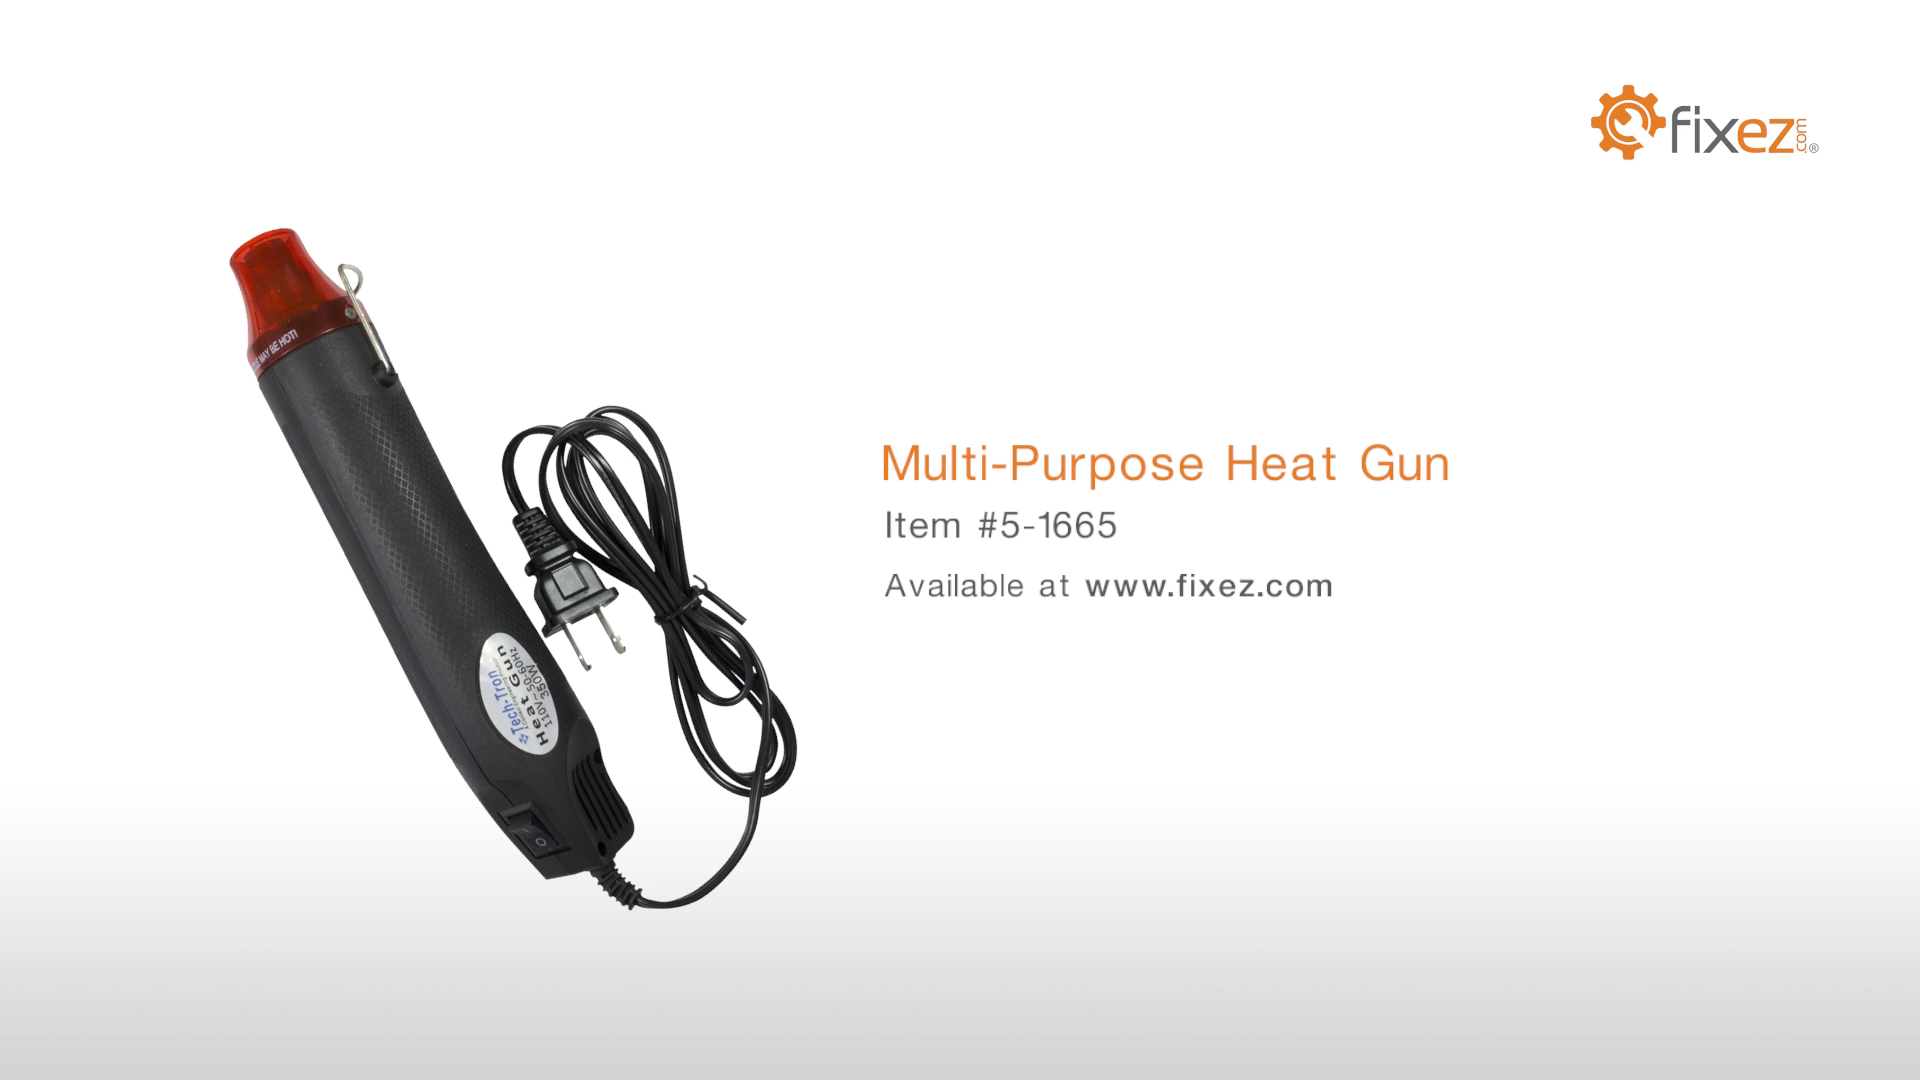 fixez.com®
Multi-Purpose Heat Gun
Item #5-1665
Available at www.fixez.com
MAY BE HOT!
Tech-Tron
Heat Gun
110V~50-60Hz
350W